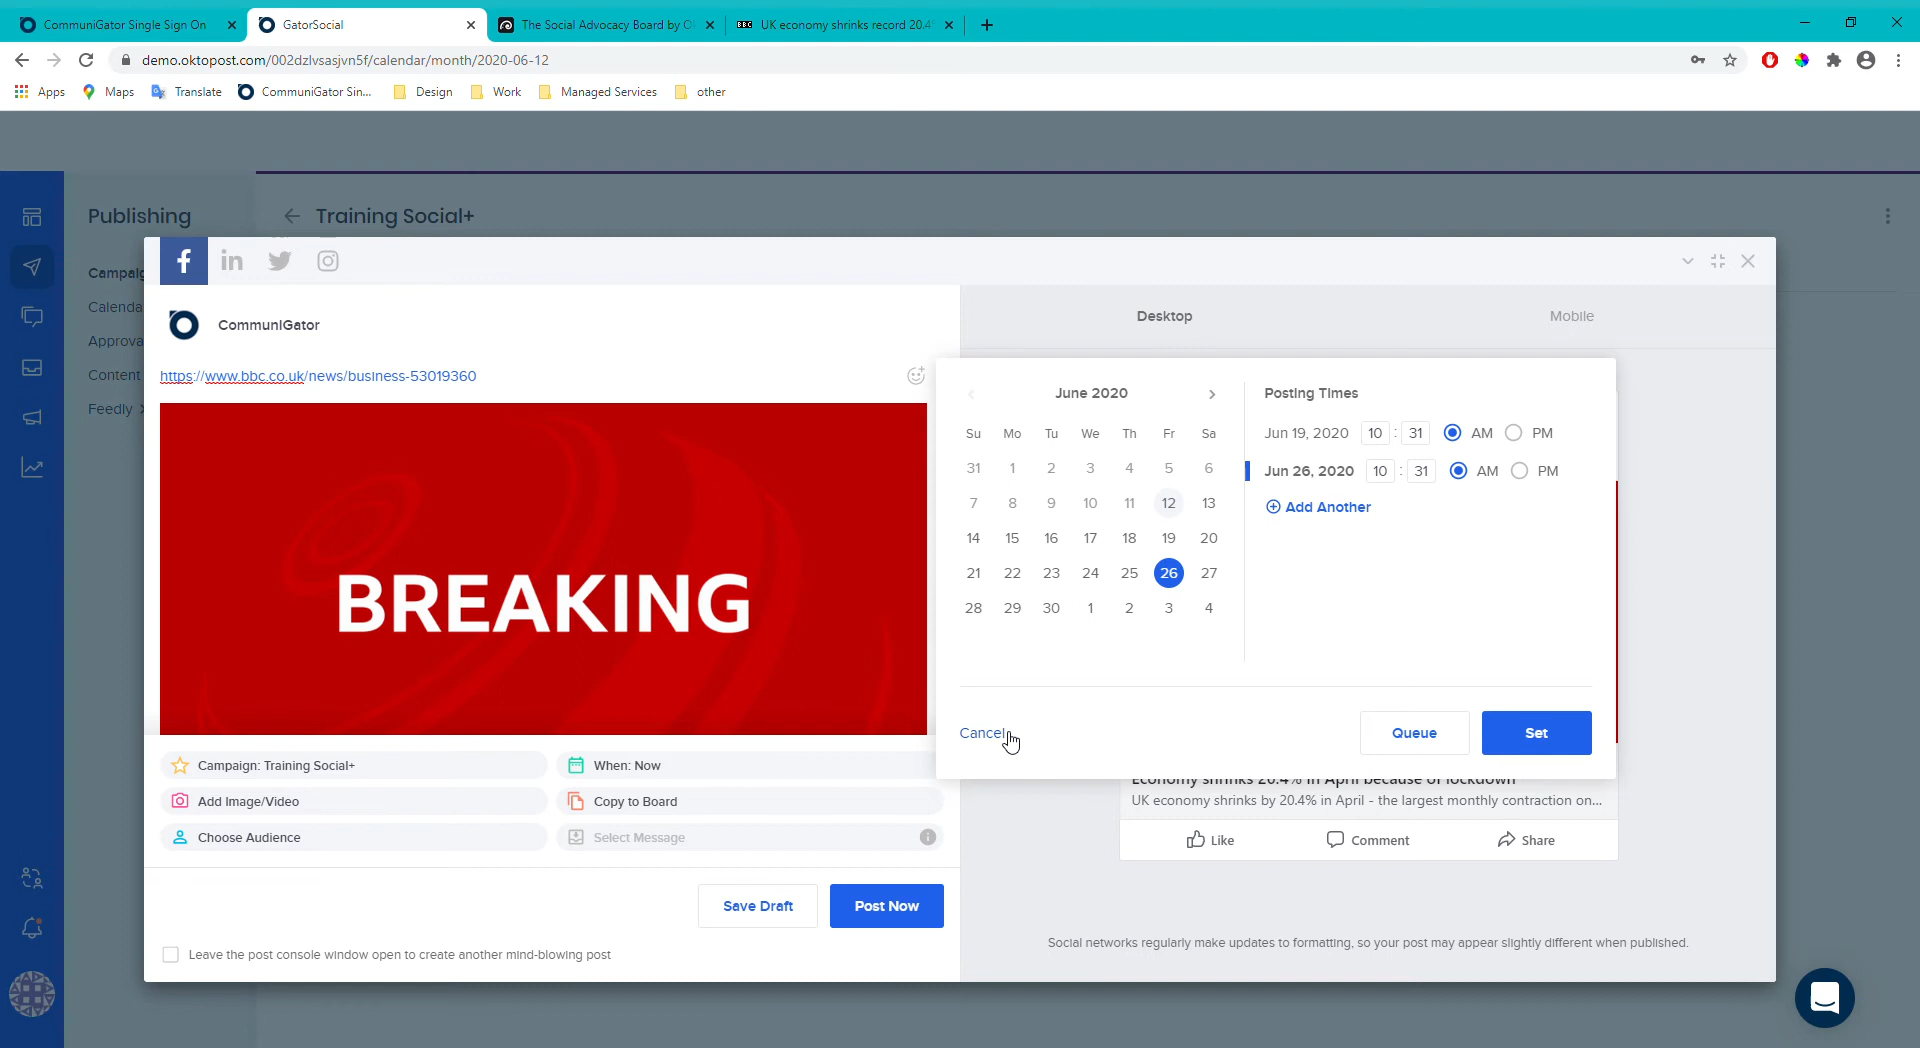 CommuniGator Single Sign On
GatorSocial
The Social Advocacy Board by O
BBC UK economy shrinks record 20.4
demo.oktopost.com/002dzlvsasjvn5f/calendar/month/2020-06-12
Apps Maps Translate CommuniGator Sin... Design Work Managed Services other
Publishing
Training Social+
Campaig
Calenda
Approva
Content
Feedly
CommuniGator
https://www.bbc.co.uk/news/business-53019360
BREAKING
Campaign: Training Social+
When: Now
Add Image/Video
Copy to Board
Choose Audience
Select Message
Save Draft
Post Now
Leave the post console window open to create another mind-blowing post
Desktop
Mobile
June 2020
Su Mo Tu We Th Fr Sa
31 1 2 3 4 5 6
7 8 9 10 11 12 13
14 15 16 17 18 19 20
21 22 23 24 25 26 27
28 29 30 1 2 3 4
Posting Times
Jun 19, 2020 10 : 31 AM PM
Jun 26, 2020 10 : 31 AM PM
Add Another
Cancel
Queue
Set
Economy shrinks 20.4% in April because of lockdown
UK economy shrinks by 20.4% in April - the largest monthly contraction on...
Like
Comment
Share
Social networks regularly make updates to formatting, so your post may appear slightly different when published.